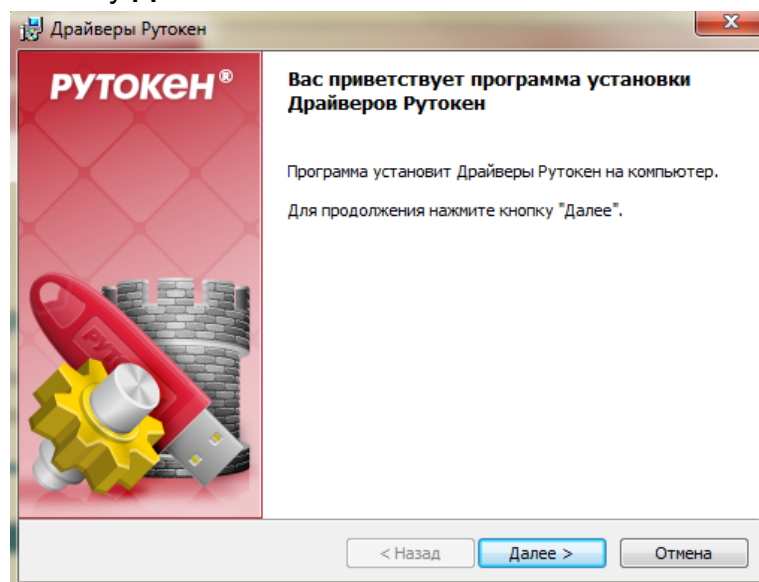 Драйверы Рутокен
РУТОКЕН®
Вас приветствует программа установки
Драйверов Рутокен
Программа установит Драйверы Рутокен на компьютер.
Для продолжения нажмите кнопку "Далее".
РУТОК
< Назад
Далее >
Отмена